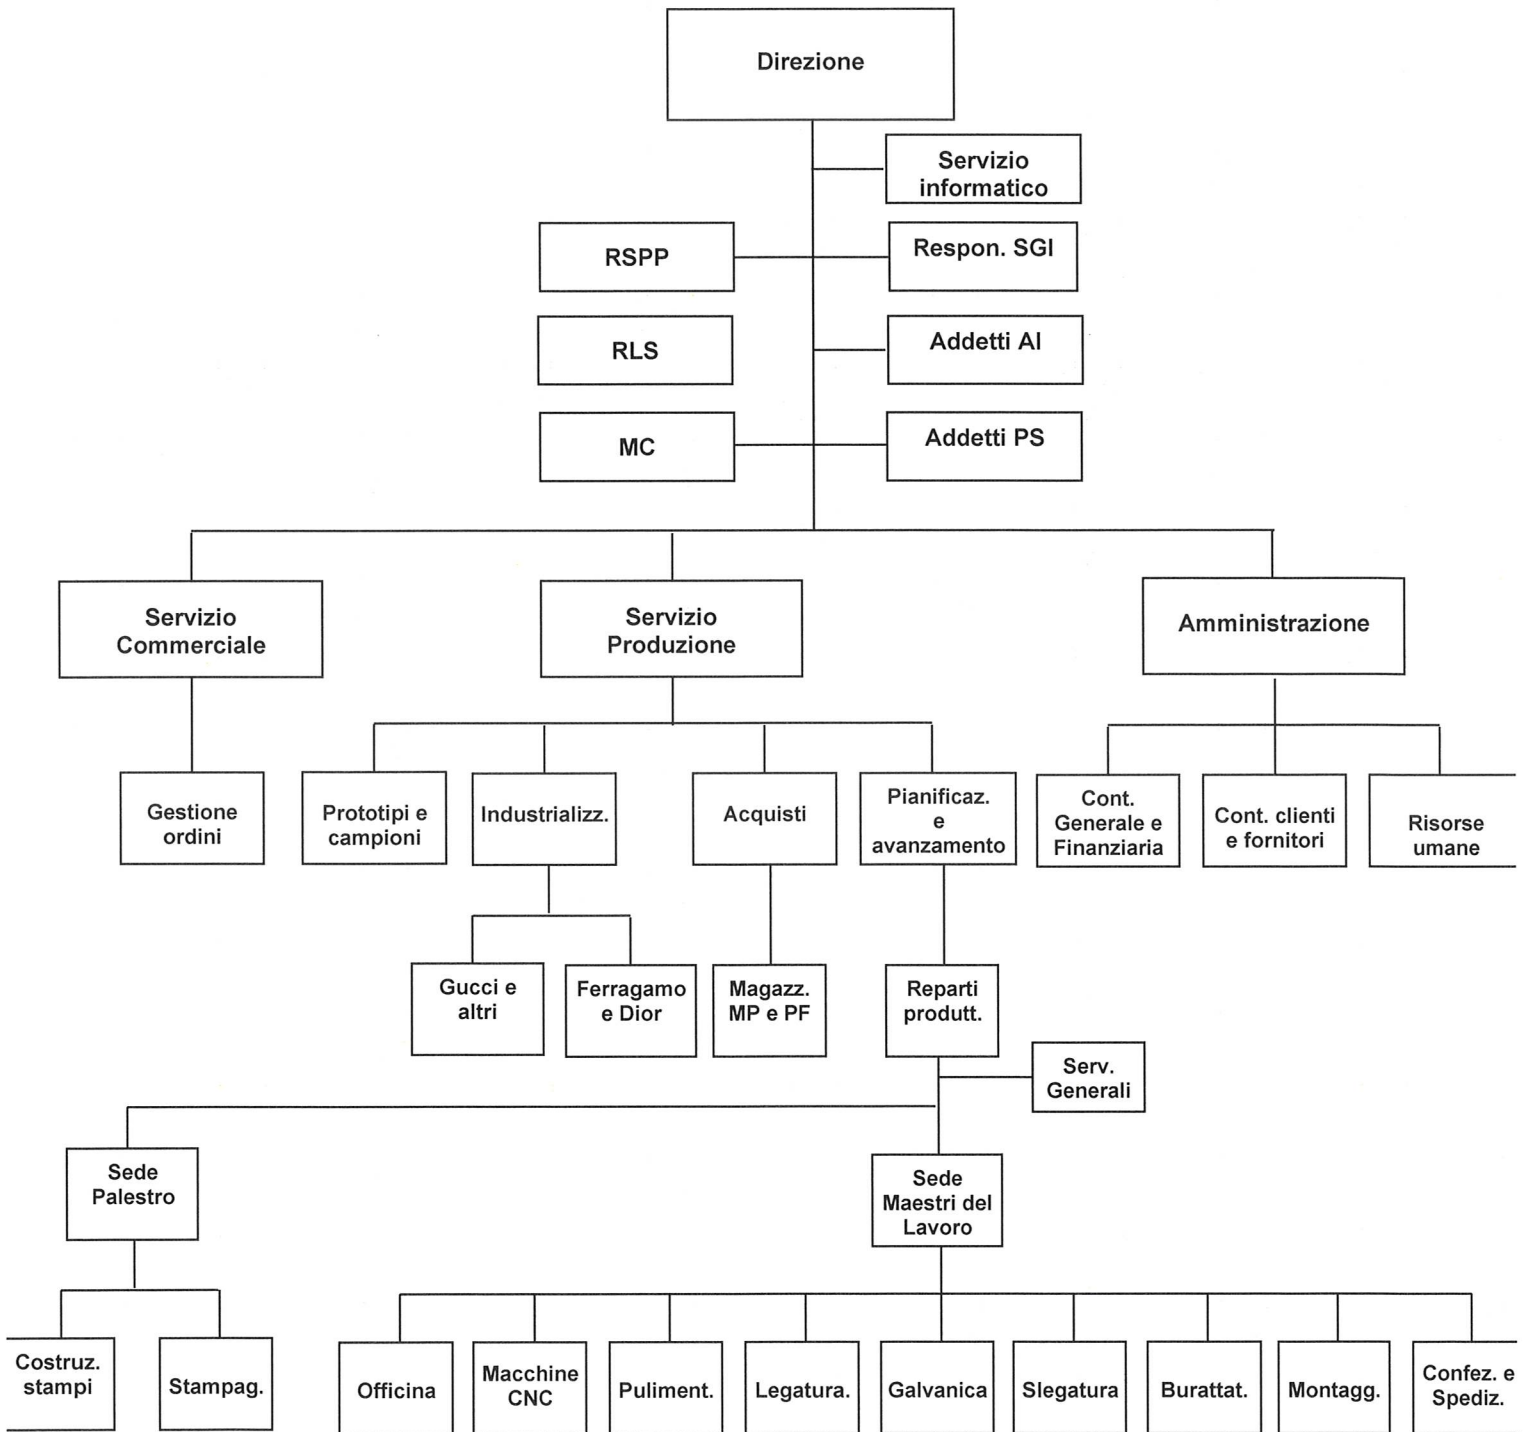 Direzione
Servizio
informatico
RSPP
Respon. SGI
RLS
Addetti AI
MC
Addetti PS
Servizio
Commerciale
Servizio
Produzione
Amministrazione
Gestione
ordini
Prototipi e
campioni
Industrializz.
Acquisti
Pianificaz.
e
avanzamento
Cont.
Generale e
Finanziaria
Cont. clienti
e fornitori
Risorse
umane
Gucci e
altri
Ferragamo
e Dior
Magazz.
MP e PF
Reparti
produtt.
Serv.
Generali
Sede
Palestro
Sede
Maestri del
Lavoro
Costruz.
stampi
Stampag.
Officina
Macchine
CNC
Puliment.
Legatura.
Galvanica
Slegatura
Burattat.
Montagg.
Confez. e
Spediz.